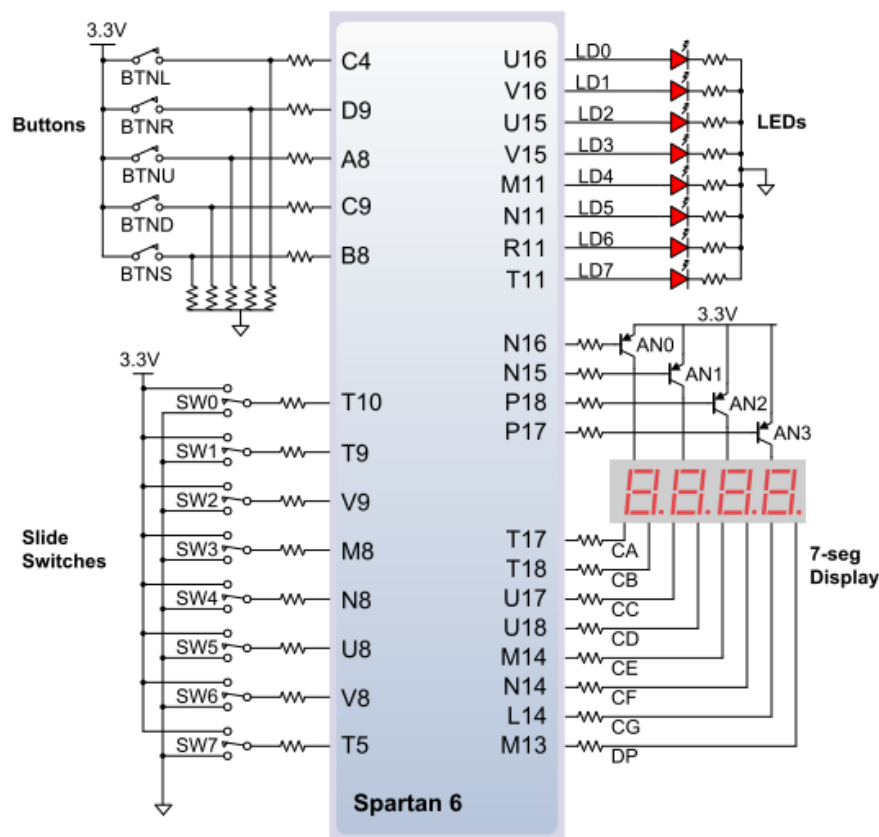 3.3V
BTNL
BTNR
BTNU
BTND
BTNS
Buttons
C4
D9
A8
C9
B8
U16 LD0
V16 LD1
U15 LD2
V15 LD3
M11 LD4
N11 LD5
R11 LD6
T11 LD7
LEDs
3.3V
SW0
SW1
SW2
SW3
SW4
SW5
SW6
SW7
Slide
Switches
T10
T9
V9
M8
N8
U8
V8
T5
3.3V
N16 AN0
N15 AN1
P18 AN2
P17 AN3
8.8.8.8.
T17 CA
T18 CB
U17 CC
U18 CD
M14 CE
N14 CF
L14 CG
M13 DP
7-seg
Display
Spartan 6